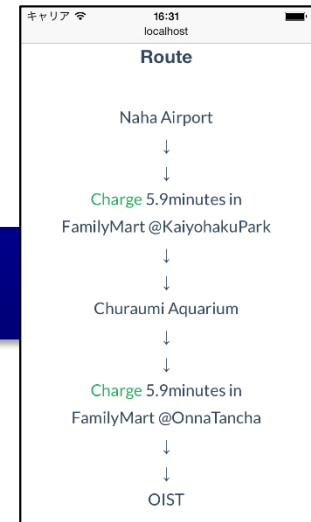 キャリア 16:31
localhost
Route
Naha Airport
↓
↓
Charge 5.9minutes in
FamilyMart @KaiyohakuPark
↓
↓
Churaumi Aquarium
↓
↓
Charge 5.9minutes in
FamilyMart @OnnaTancha
↓
↓
OIST